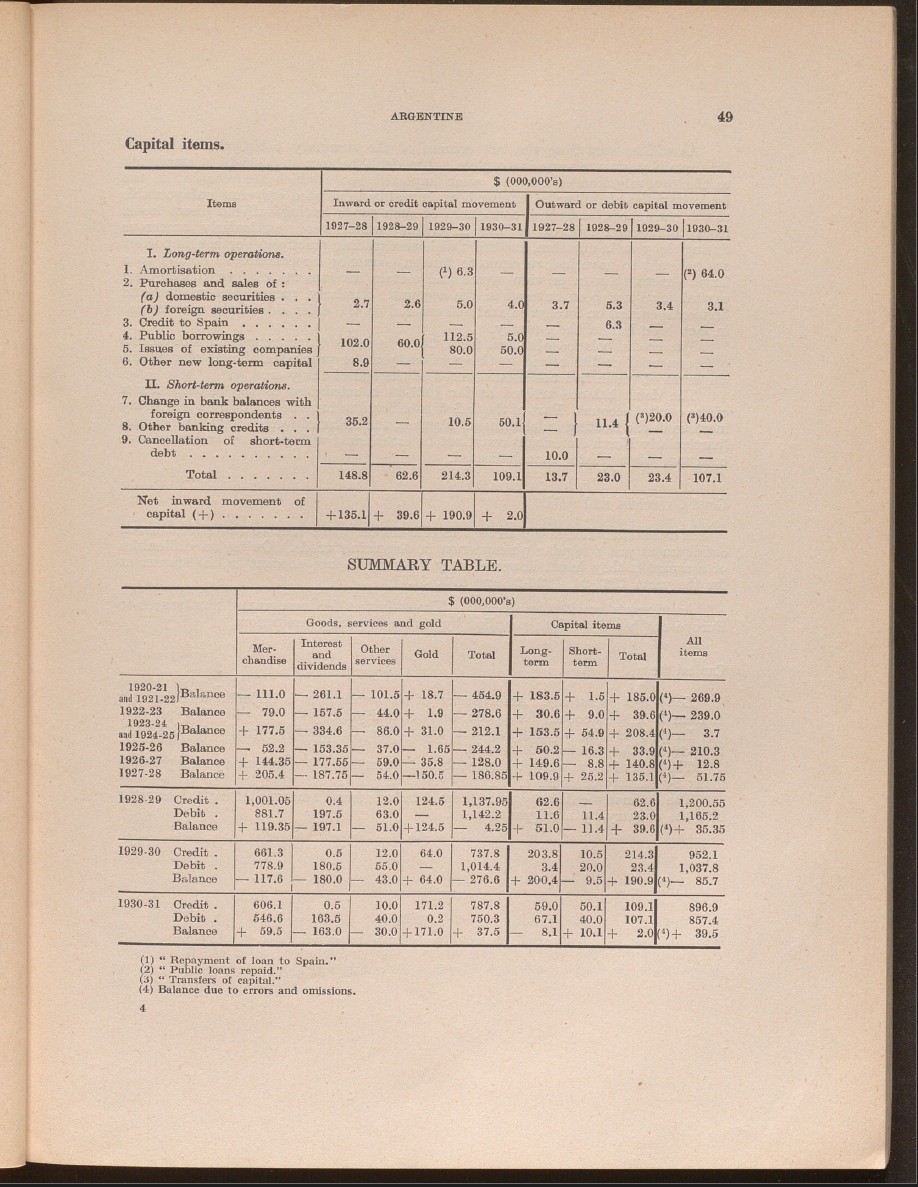 ARGENTINE 49
Capital items.
Items
$ (000,000's)
Inward or credit capital movement Outward or debit capital movement
1927–28 1928–29 1929–30 1930–31 1927–28 1928–29 1929–30 1930–31
I. Long-term operations.
1. Amortisation . . . . . . . — — (¹) 6.3 — — — — (²) 64.0
2. Purchases and sales of :
(a) domestic securities . . . }
(b) foreign securities . . . . } 2.7 2.6 5.0 4.0 3.7 5.3 3.4 3.1
3. Credit to Spain . . . . . . — — — — — 6.3 — —
4. Public borrowings . . . . . } 102.0 60.0{ 112.5 5.0 — — — —
5. Issues of existing companies } 80.0 50.0 — — — —
6. Other new long-term capital 8.9 — — — — — — —
II. Short-term operations.
7. Change in bank balances with
foreign correspondents . . } 35.2 — 10.5 50.1{ — } 11.4 { (³)20.0 (³)40.0
8. Other banking credits . . . } — — —
9. Cancellation of short-term
debt . . . . . . . . . . — — — — 10.0 — — —
Total . . . . . . . 148.8 62.6 214.3 109.1 13.7 23.0 23.4 107.1
Net inward movement of
capital (+) . . . . . . . +135.1 + 39.6 + 190.9 + 2.0
SUMMARY TABLE.
$ (000,000's)
Goods, services and gold Capital items All items
Mer-chandise Interest and dividends Other services Gold Total Long-term Short-term Total
1920-21 and 1921-22} Balance — 111.0 — 261.1 — 101.5 + 18.7 — 454.9 + 183.5 + 1.5 + 185.0 (⁴)— 269.9
1922-23 Balance — 79.0 — 157.5 — 44.0 + 1.9 — 278.6 + 30.6 + 9.0 + 39.6 (⁴)— 239.0
1923-24 and 1924-25} Balance + 177.5 — 334.6 — 86.0 + 31.0 — 212.1 + 153.5 + 54.9 + 208.4 (⁴)— 3.7
1925-26 Balance — 52.2 — 153.35 — 37.0 — 1.65 — 244.2 + 50.2 — 16.3 + 33.9 (⁴)— 210.3
1926-27 Balance + 144.35 — 177.55 — 59.0 — 35.8 — 128.0 + 149.6 — 8.8 + 140.8 (⁴)+ 12.8
1927-28 Balance + 205.4 — 187.75 — 54.0 —150.5 — 186.85 + 109.9 + 25.2 + 135.1 (⁴)— 51.75
1928-29 Credit . 1,001.05 0.4 12.0 124.5 1,137.95 62.6 — 62.6 1,200.55
Debit . 881.7 197.5 63.0 — 1,142.2 11.6 11.4 23.0 1,165.2
Balance + 119.35 — 197.1 — 51.0 +124.5 — 4.25 + 51.0 — 11.4 + 39.6 (⁴)+ 35.35
1929-30 Credit . 661.3 0.5 12.0 64.0 737.8 203.8 10.5 214.3 952.1
Debit . 778.9 180.5 55.0 — 1,014.4 3.4 20.0 23.4 1,037.8
Balance — 117.6 — 180.0 — 43.0 + 64.0 — 276.6 + 200.4 — 9.5 + 190.9 (⁴)— 85.7
1930-31 Credit . 606.1 0.5 10.0 171.2 787.8 59.0 50.1 109.1 896.9
Debit . 546.6 163.5 40.0 0.2 750.3 67.1 40.0 107.1 857.4
Balance + 59.5 — 163.0 — 30.0 +171.0 + 37.5 — 8.1 + 10.1 + 2.0 (⁴)+ 39.5
(1) “ Repayment of loan to Spain.”
(2) “ Public loans repaid.”
(3) “ Transfers of capital.”
(4) Balance due to errors and omissions.
4